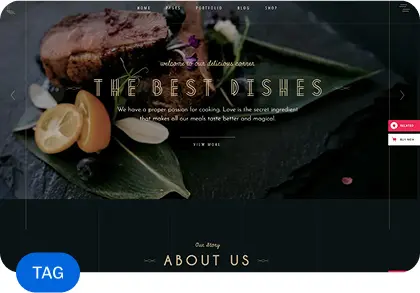 HOME PAGES PORTFOLIO BLOG SHOP
welcome to our delicious corner
THE BEST DISHES
We have a proper passion for cooking. Love is the secret ingredient
that makes all our meals taste better and magical.
VIEW MORE
RELATED
BUY NOW
Our Story
ABOUT US
TAG